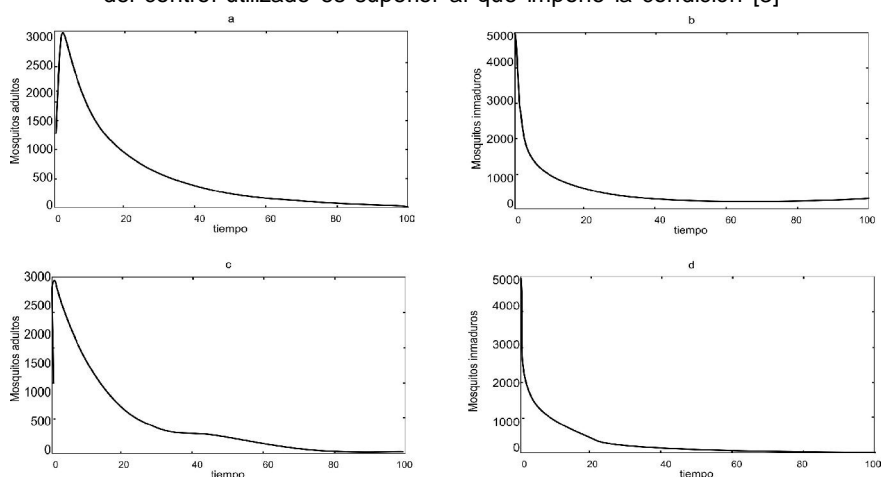 del control utilizado es superior al que impone la condición [8]
a
3000
2500
2000
1500
1000
500
0
Mosquitos adultos
0 20 40 60 80 100
tiempo
b
5000
4000
3000
2000
1000
0
Mosquitos inmaduros
0 20 40 60 80 100
tiempo
c
3000
2500
2000
1500
1000
500
0
Mosquitos adultos
0 20 40 60 80 100
tiempo
d
5000
4000
3000
2000
1000
0
Mosquitos inmaduros
0 20 40 60 80 100
tiempo